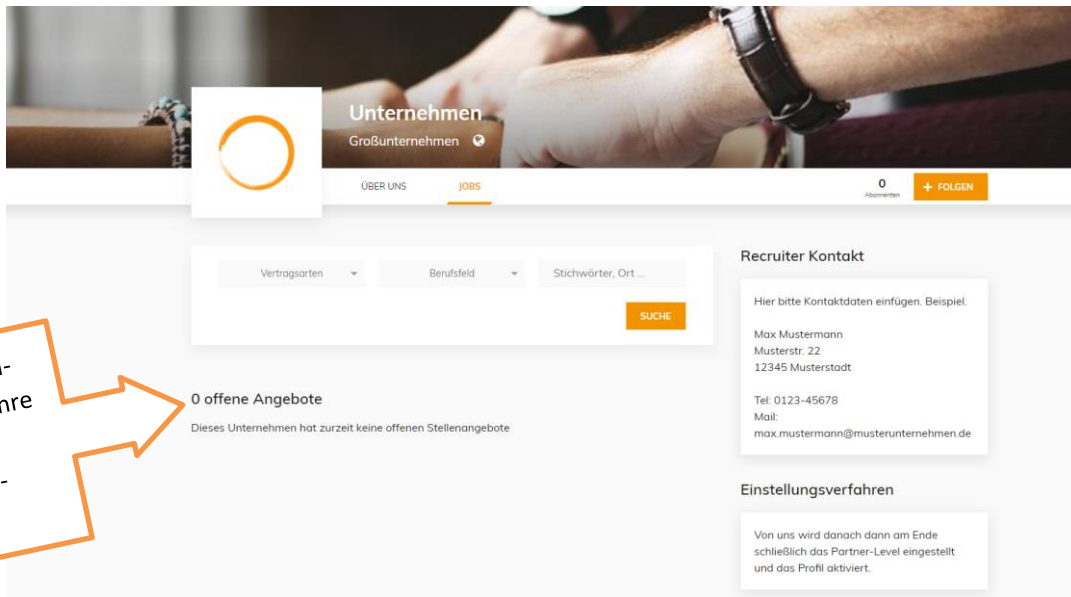 Unternehmen
Großunternehmen
ÜBER UNS JOBS
0
Abonnenten
+ FOLGEN
Vertragsarten Berufsfeld Stichwörter, Ort ...
SUCHE
0 offene Angebote
Dieses Unternehmen hat zurzeit keine offenen Stellenangebote
Recruiter Kontakt
Hier bitte Kontaktdaten einfügen. Beispiel.
Max Mustermann
Musterstr. 22
12345 Musterstadt
Tel: 0123-45678
Mail:
max.mustermann@musterunternehmen.de
Einstellungsverfahren
Von uns wird danach dann am Ende
schließlich das Partner-Level eingestellt
und das Profil aktiviert.